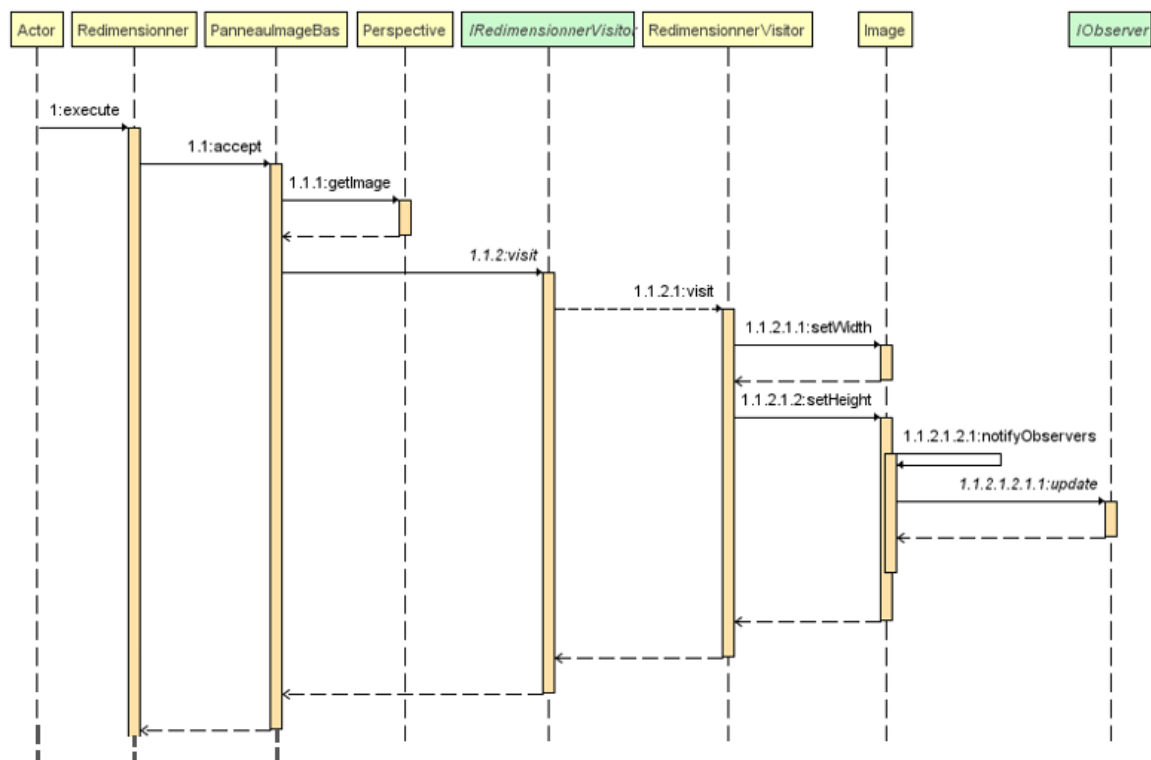 Actor
Redimensionner
PanneauImageBas
Perspective
IRedimensionnerVisitor
RedimensionnerVisitor
Image
IObserver
1:execute
1.1:accept
1.1.1:getImage
1.1.2:visit
1.1.2.1:visit
1.1.2.1.1:setWidth
1.1.2.1.2:setHeight
1.1.2.1.2.1:notifyObservers
1.1.2.1.2.1.1:update